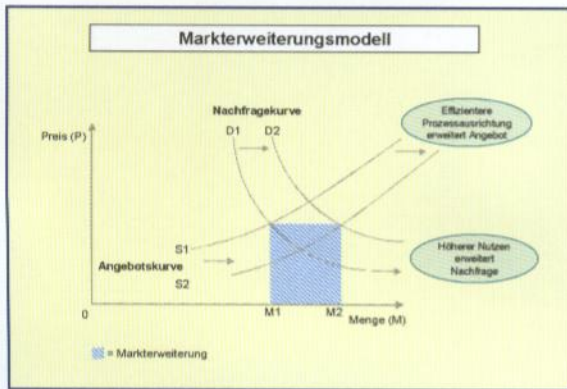 Markterweiterungsmodell
Nachfragekurve
Preis (P)
D1 D2
Effizientere
Prozessausrichtung
erweitert Angebot
S1
Angebotskurve
S2
Höherer Nutzen
erweitert
Nachfrage
0
M1 M2
Menge (M)
= Markterweiterung